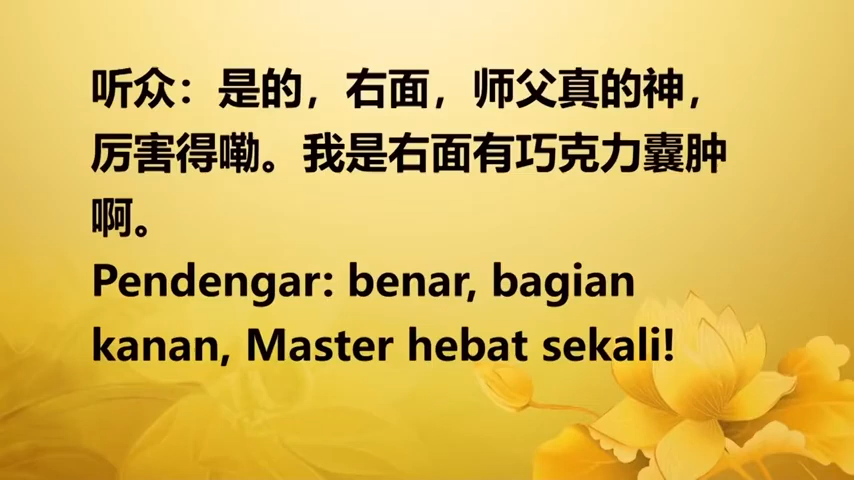 听众：是的，右面，师父真的神，
厉害得嘞。我是右面有巧克力囊肿
啊。
Pendengar: benar, bagian
kanan, Master hebat sekali!